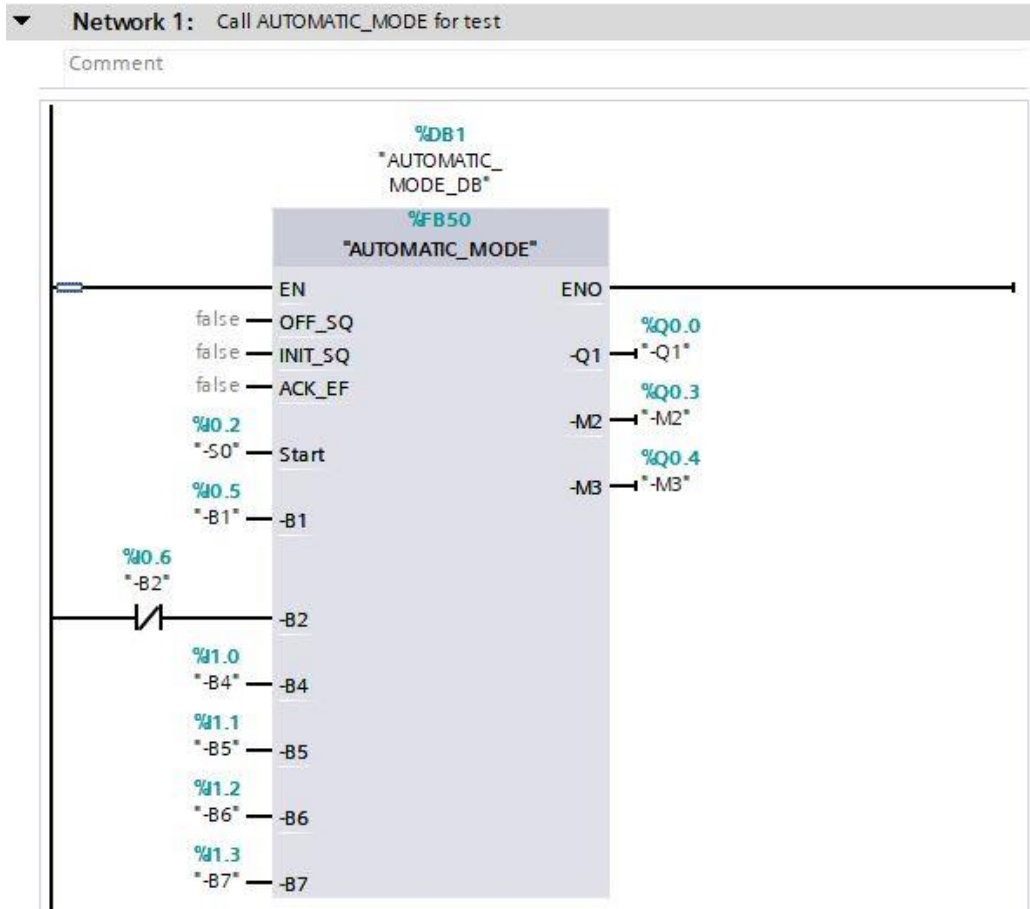 Network 1: Call AUTOMATIC_MODE for test
Comment
%DB1
"AUTOMATIC_
MODE_DB"
%FB50
"AUTOMATIC_MODE"
EN ENO
false OFF_SQ
%Q0.0
false INIT_SQ -Q1 "-Q1"
false ACK_EF
%Q0.3
%I0.2 -M2 "-M2"
"-S0" Start
%Q0.4
%I0.5 -M3 "-M3"
"-B1" -B1
%I0.6
"-B2"
-B2
%I1.0
"-B4" -B4
%I1.1
"-B5" -B5
%I1.2
"-B6" -B6
%I1.3
"-B7" -B7